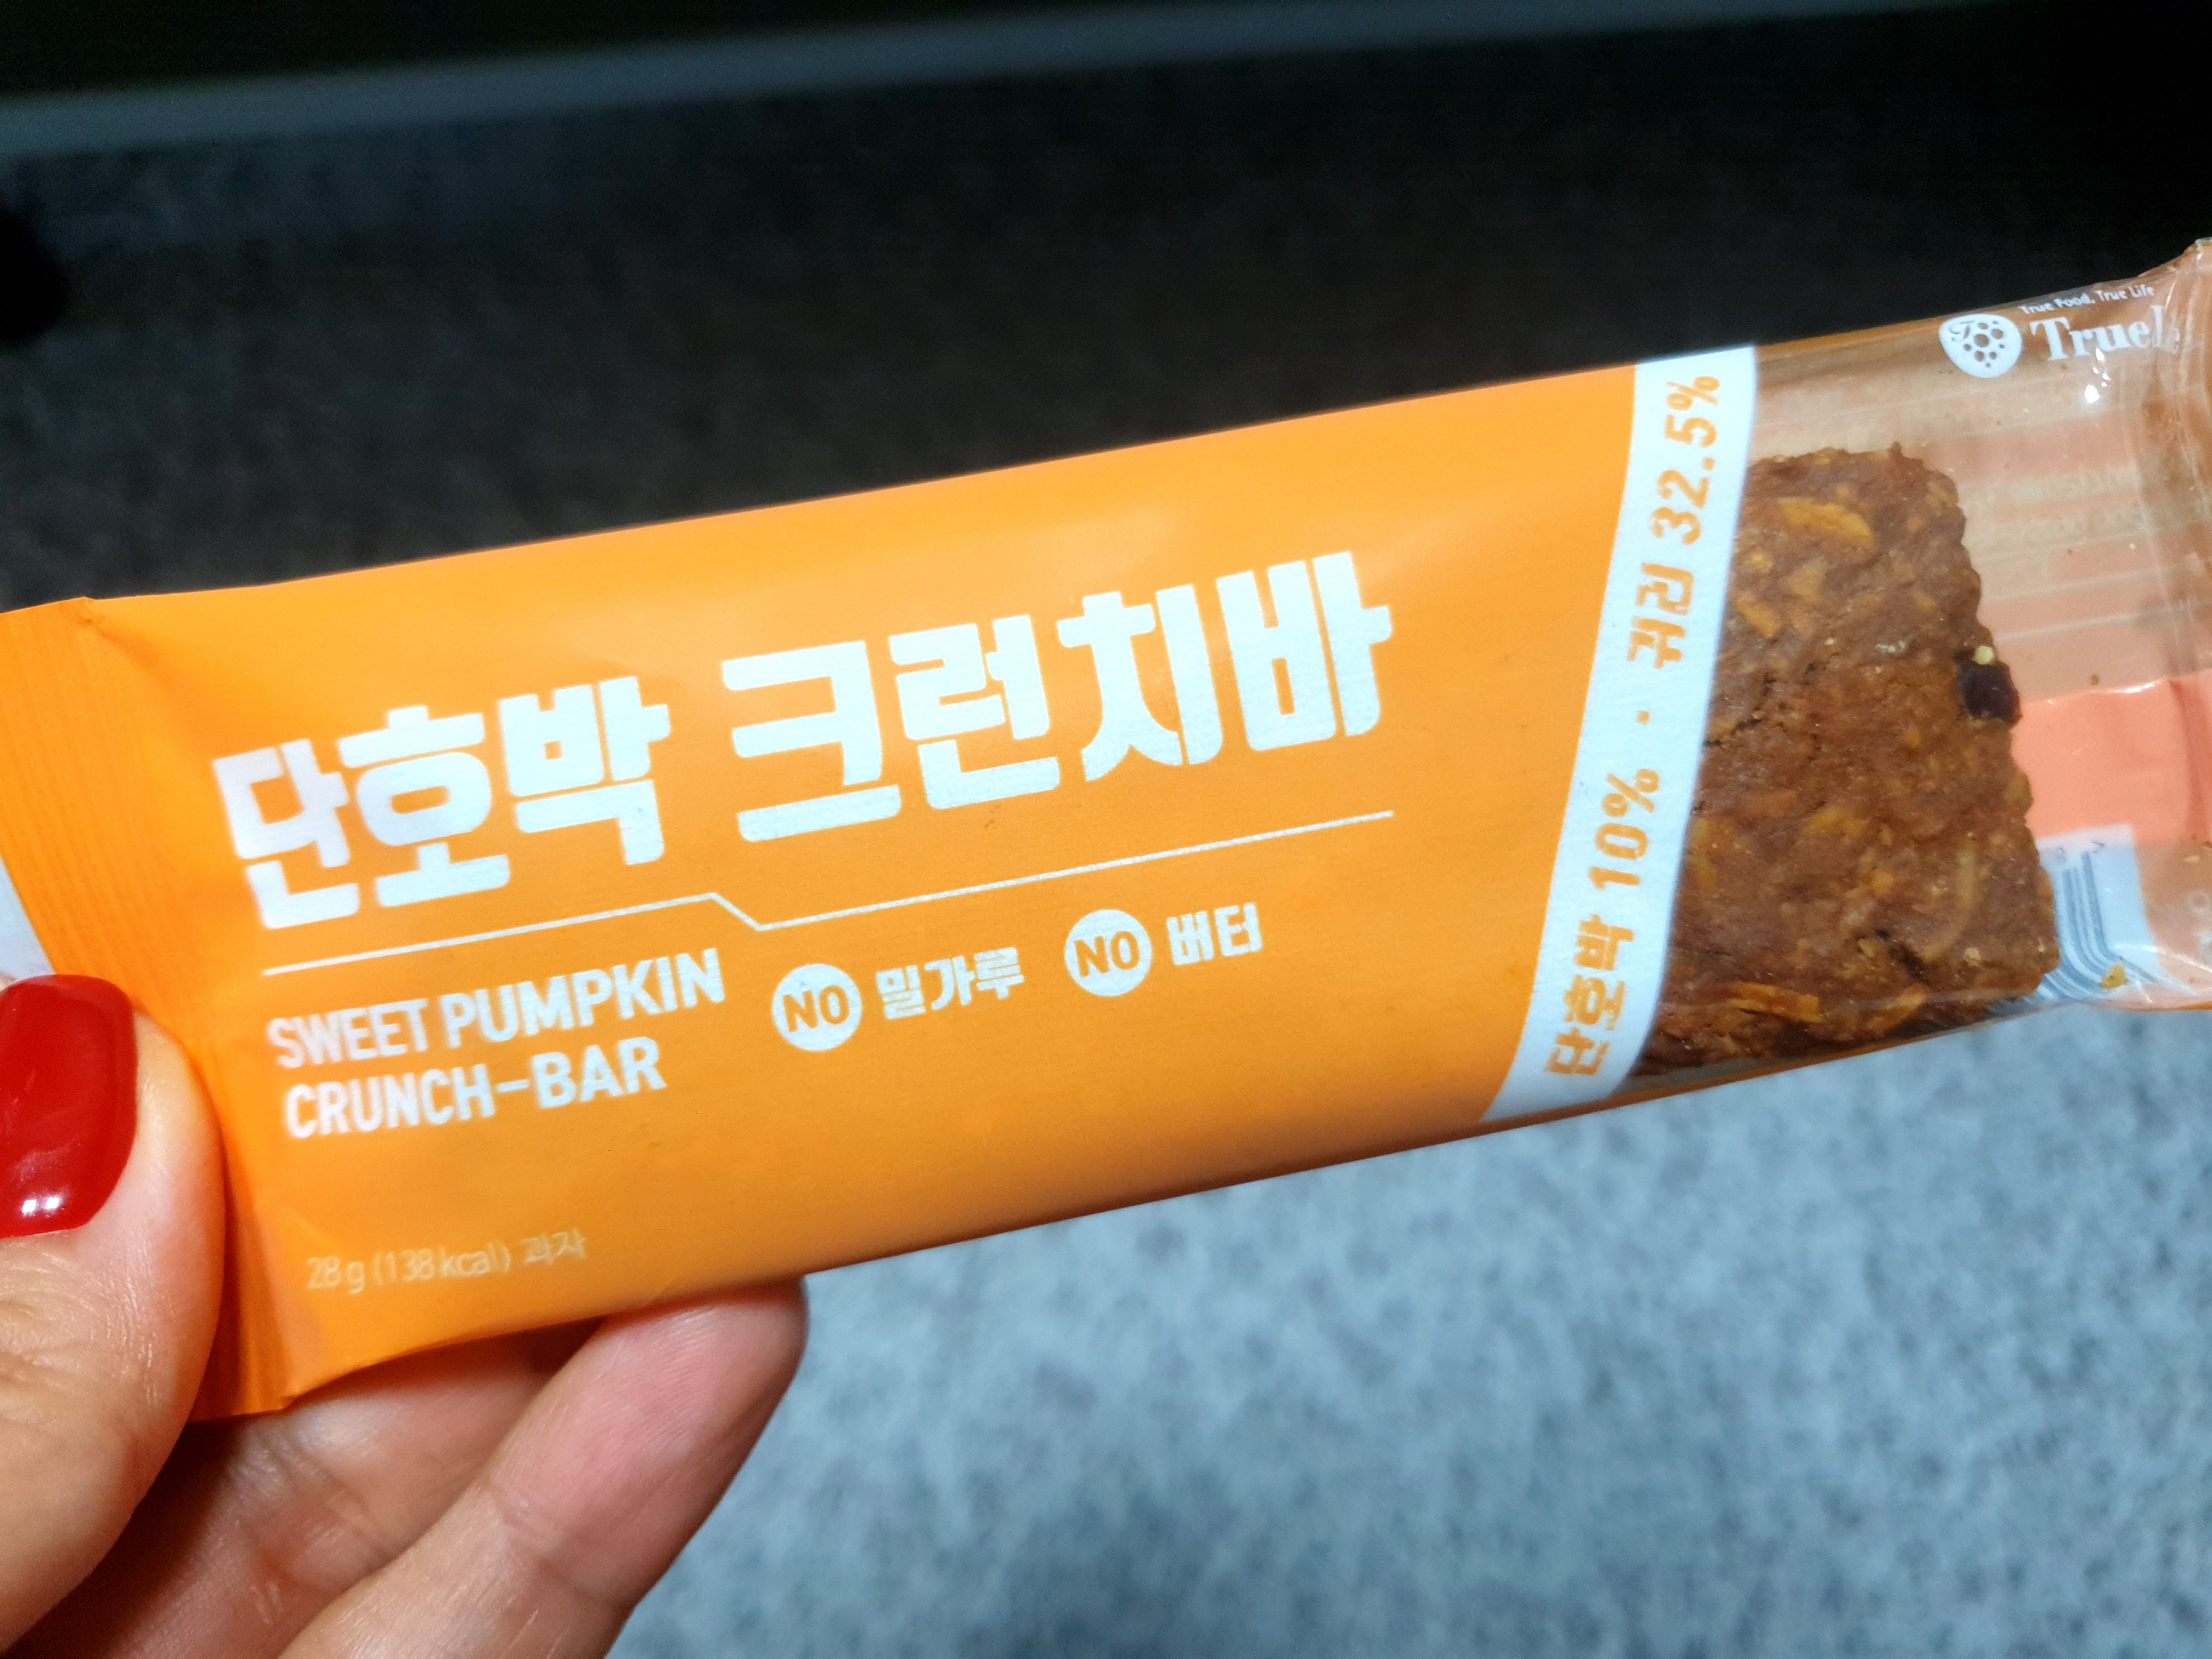 단호박 크런치바
SWEET PUMPKIN
CRUNCH-BAR
NO 밀가루 NO 버터
28g (138kcal) 과자
단호박 10% · 귀리 32.5%
True Food, True Life